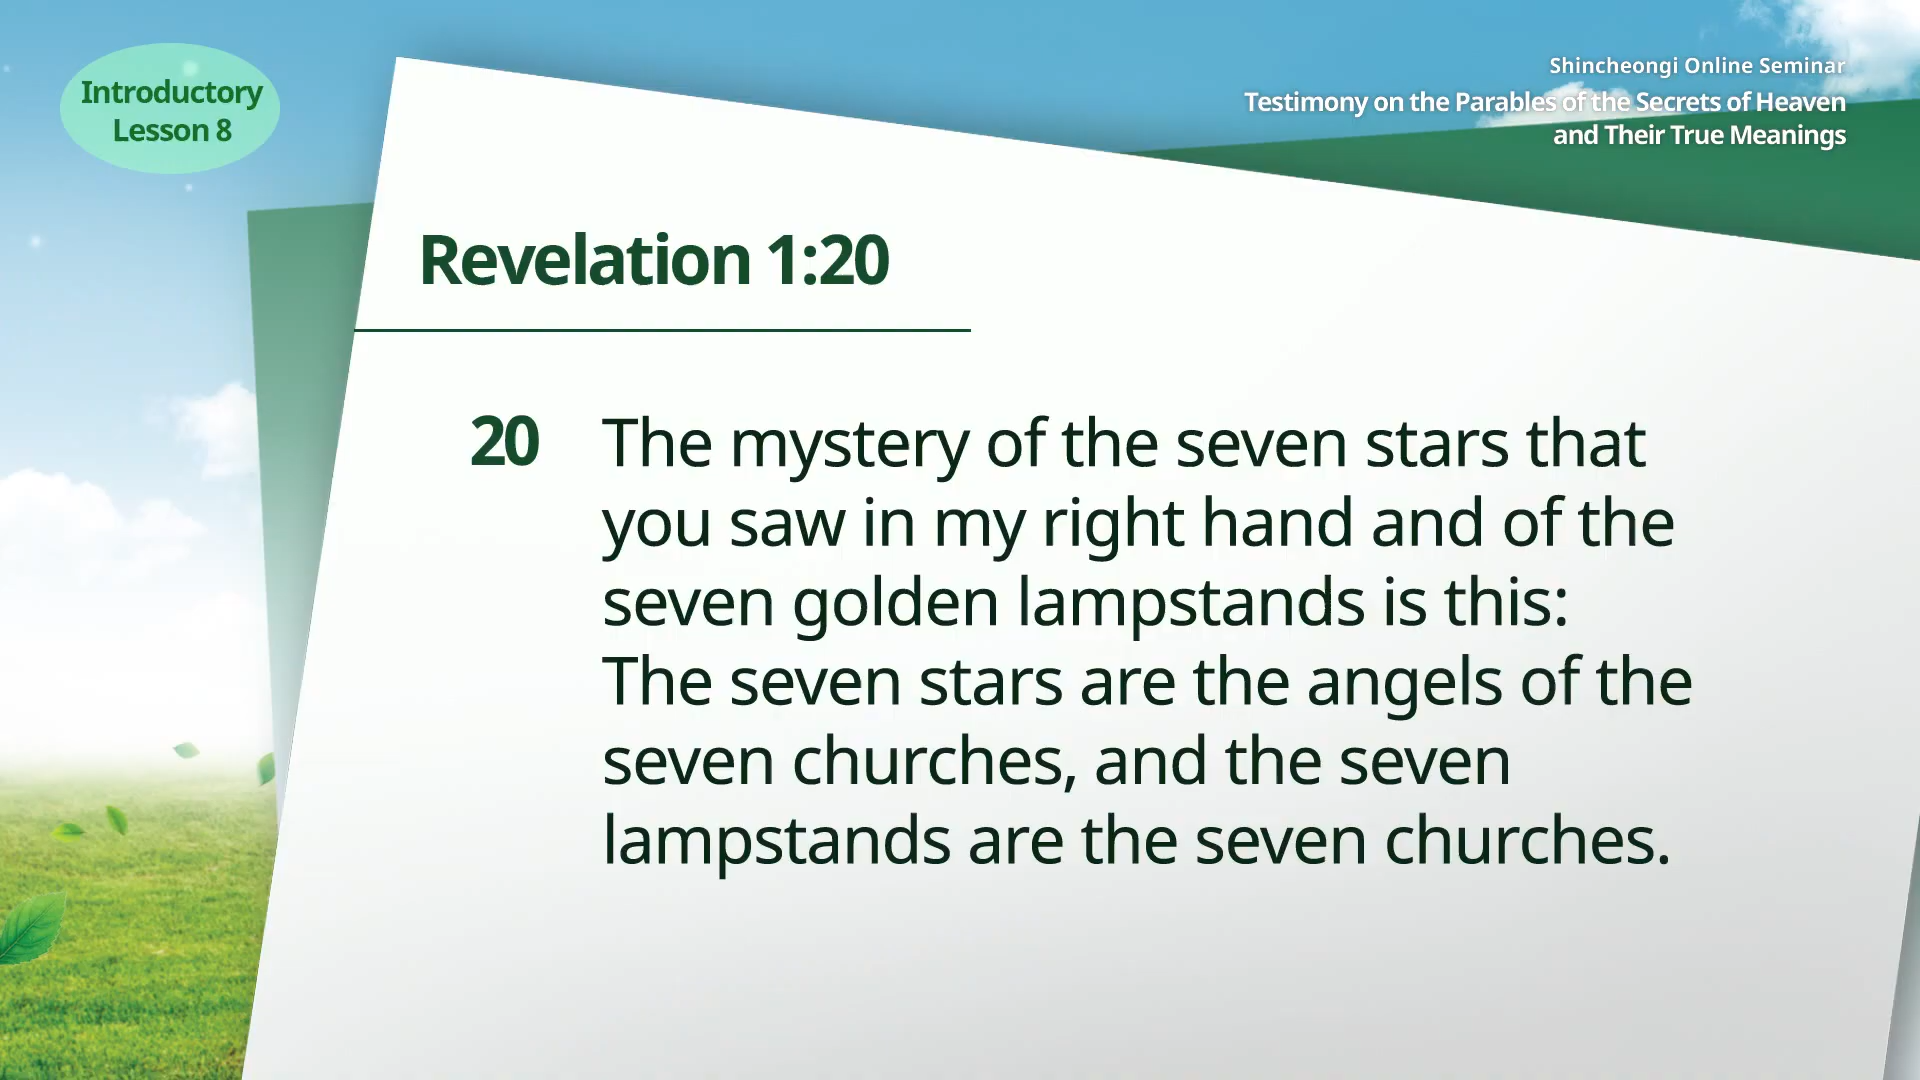 Introductory
Lesson 8
Shincheongi Online Seminar
Testimony on the Parables of the Secrets of Heaven
and Their True Meanings
Revelation 1:20
20 The mystery of the seven stars that
you saw in my right hand and of the
seven golden lampstands is this:
The seven stars are the angels of the
seven churches, and the seven
lampstands are the seven churches.